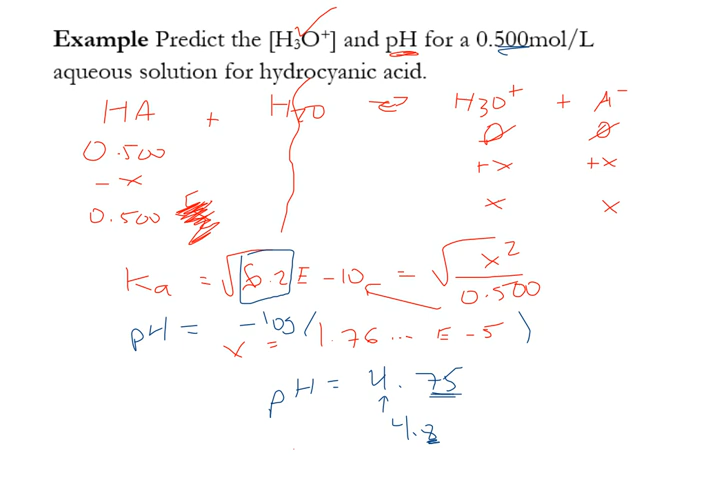 Example Predict the [H₃O⁺] and pH for a 0.500mol/L
aqueous solution for hydrocyanic acid.
HA + H₂O ⇌ H3O⁺ + A⁻
0.500 0 0
- x +x +x
0.500 x x
Ka = √6.2 E -10 = √x²/0.500
pH = -log( 1.76... E -5 )
x =
pH = 4.75
↑
4.8